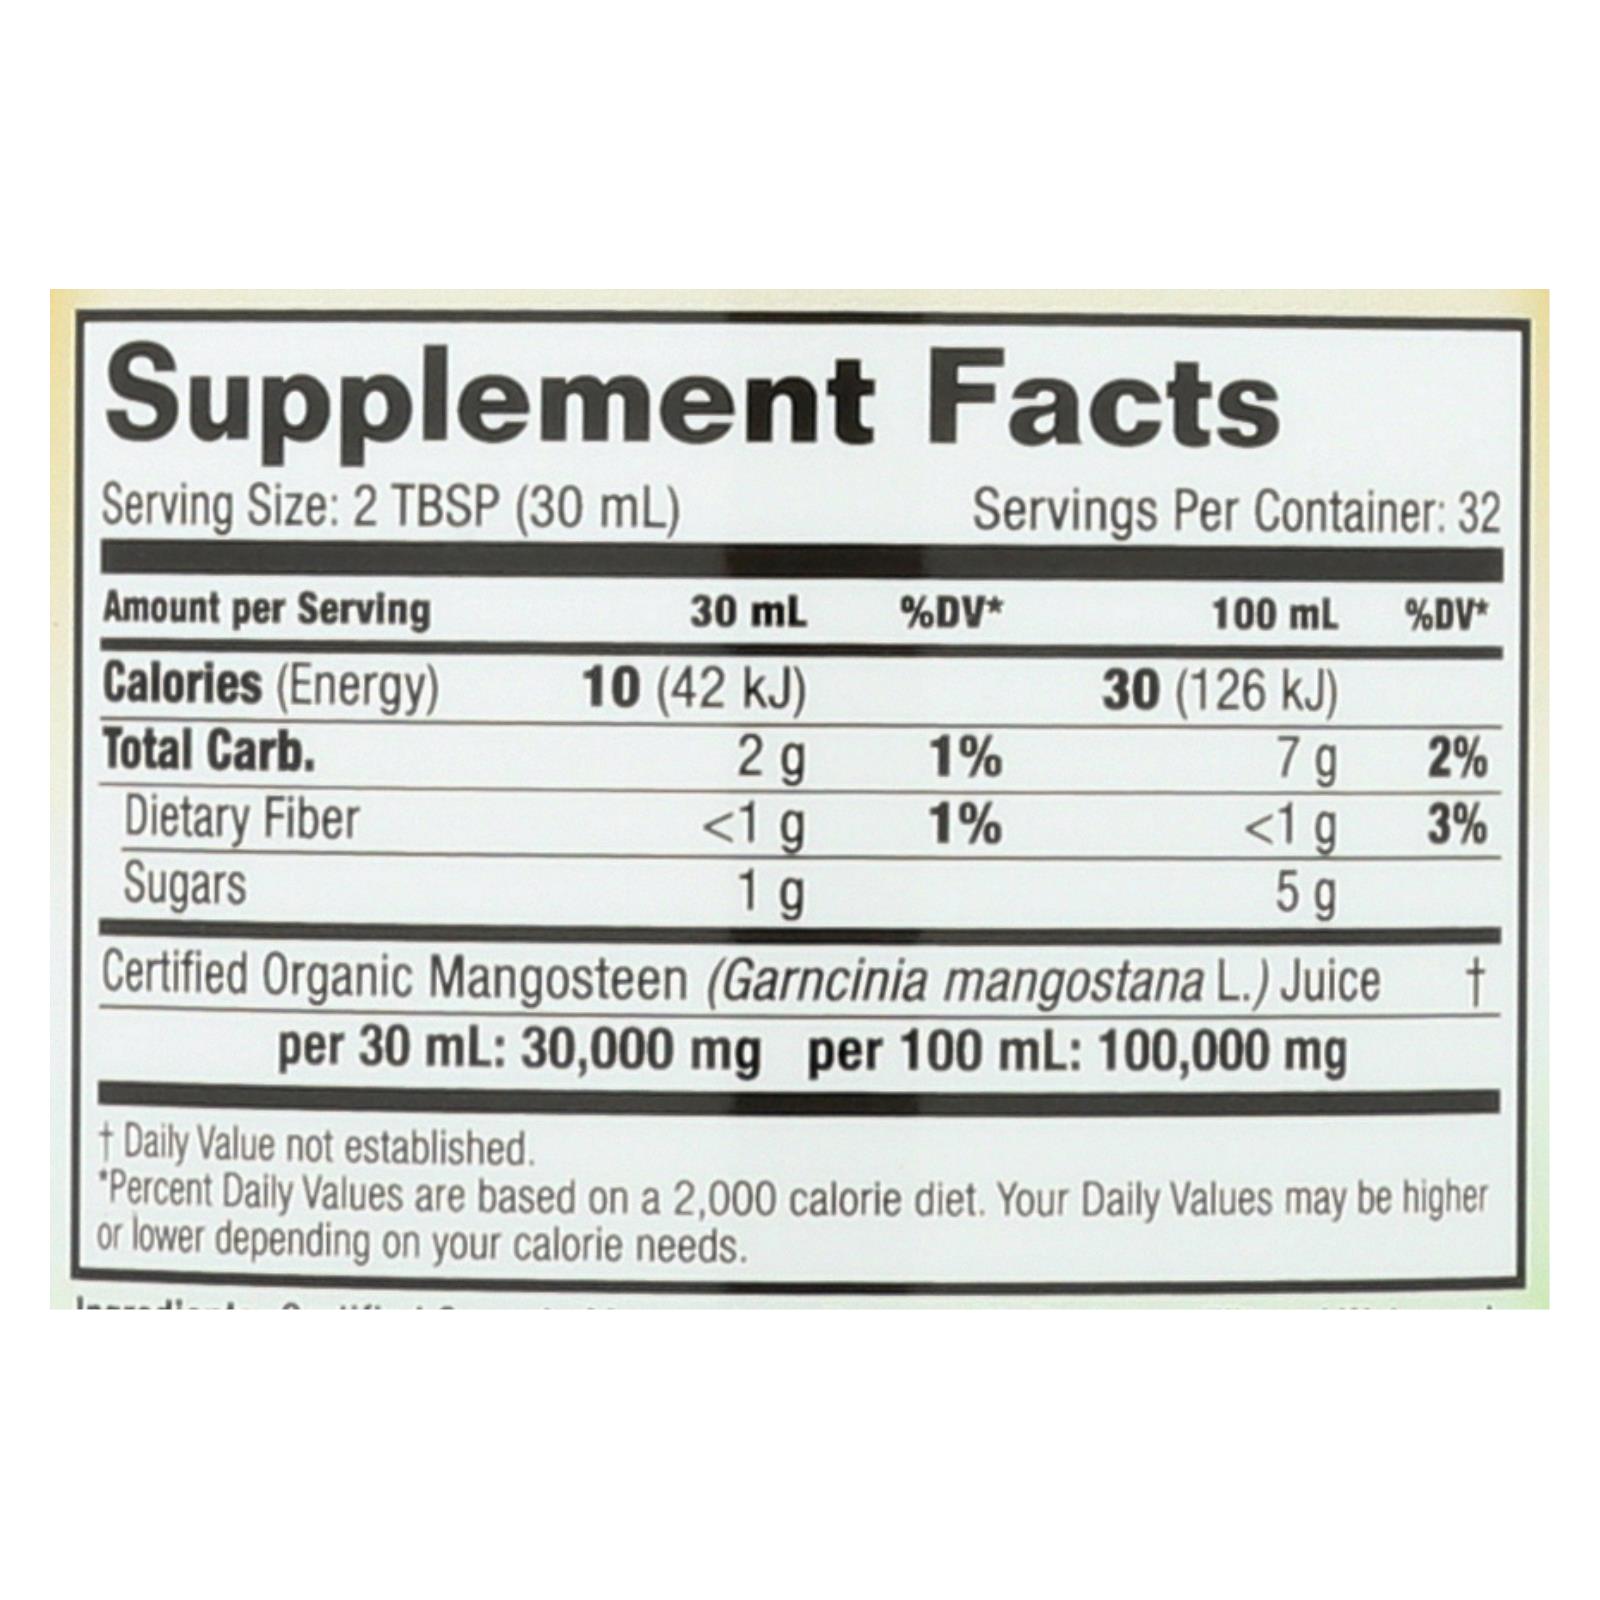 Supplement Facts
Serving Size: 2 TBSP (30 mL) Servings Per Container: 32
Amount per Serving 30 mL %DV* 100 mL %DV*
Calories (Energy) 10 (42 kJ) 30 (126 kJ)
Total Carb. 2 g 1% 7 g 2%
Dietary Fiber <1 g 1% <1 g 3%
Sugars 1 g 5 g
Certified Organic Mangosteen (Garncinia mangostana L.) Juice †
per 30 mL: 30,000 mg per 100 mL: 100,000 mg
† Daily Value not established.
*Percent Daily Values are based on a 2,000 calorie diet. Your Daily Values may be higher
or lower depending on your calorie needs.